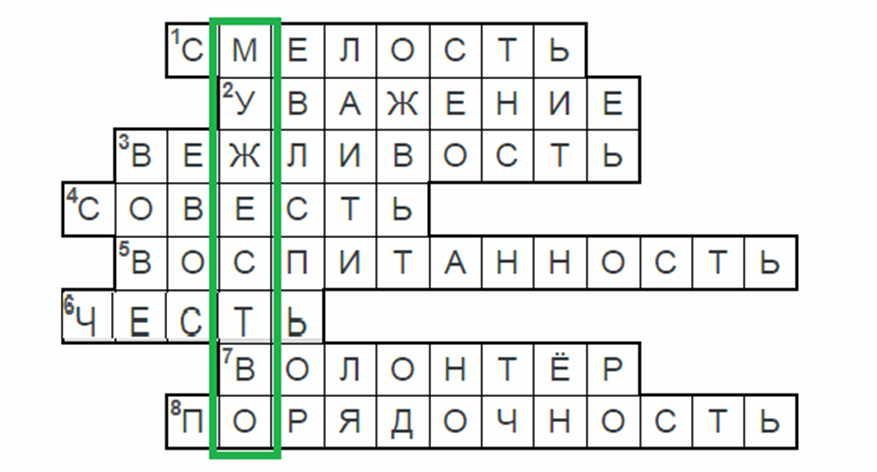 1СМЕЛОСТЬ
2УВАЖЕНИЕ
3ВЕЖЛИВОСТЬ
4СОВЕСТЬ
5ВОСПИТАННОСТЬ
6ЧЕСТЬ
7ВОЛОНТЁР
8ПОРЯДОЧНОСТЬ